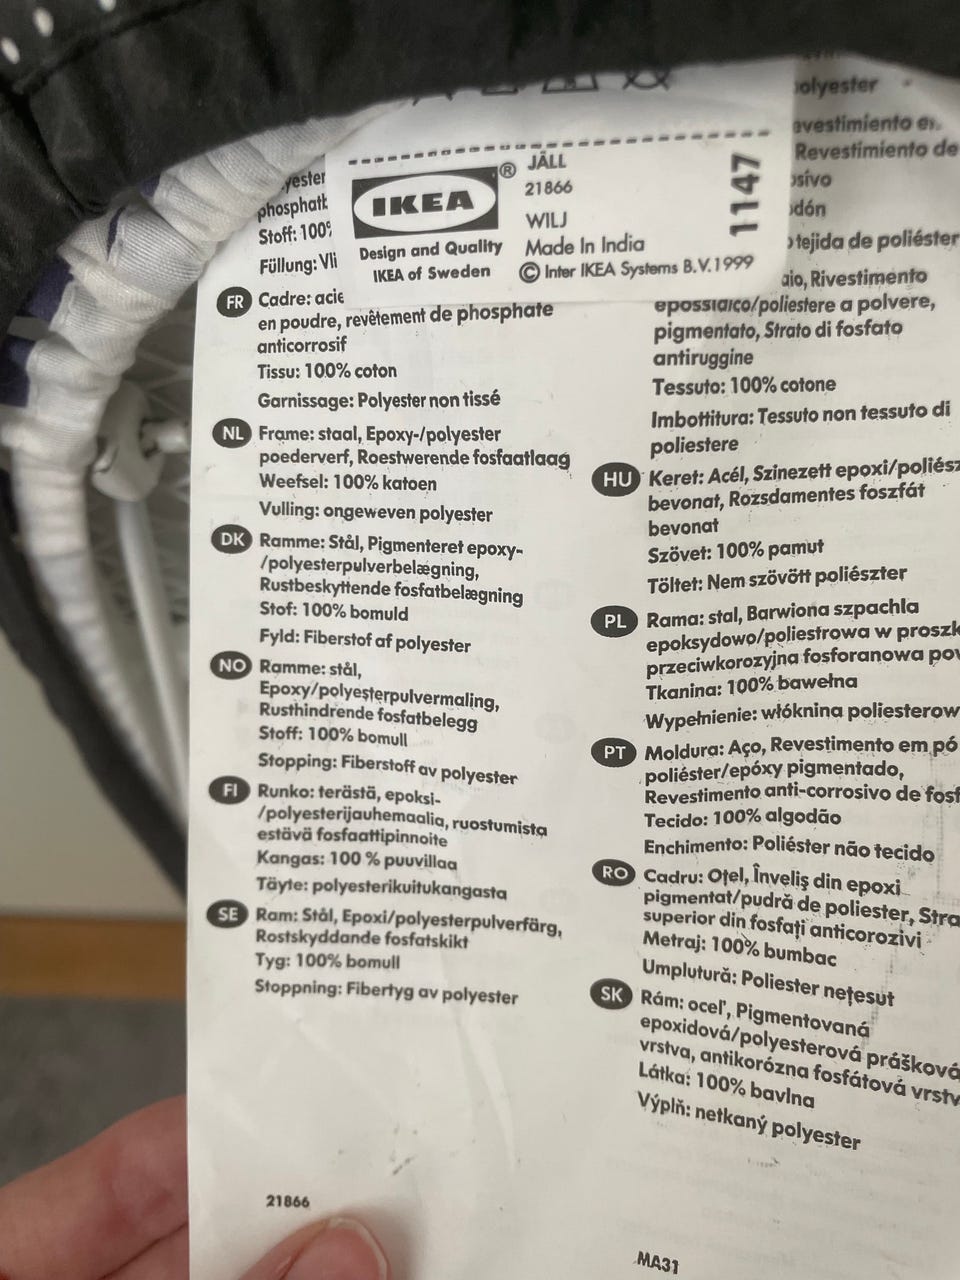 IKEA ®
Design and Quality
IKEA of Sweden
JÄLL
21866
WILJ
Made In India
© Inter IKEA Systems B.V. 1999
1147
Stoff: 100%
Füllung:
FR Cadre:
en poudre, revêtement de phosphate
anticorrosif
Tissu: 100% coton
Garnissage: Polyester non tissé
NL Frame: staal, Epoxy-/polyester
poederverf, Roestwerende fosfaatlaag
Weefsel: 100% katoen
Vulling: ongeweven polyester
DK Ramme: Stål, Pigmenteret epoxy-
/polyesterpulverbelægning,
Rustbeskyttende fosfatbelægning
Stof: 100% bomuld
Fyld: Fiberstof af polyester
NO Ramme: stål,
Epoxy/polyesterpulvermaling,
Rusthindrende fosfatbelegg
Stoff: 100% bomull
Stopping: Fiberstoff av polyester
FI Runko: terästä, epoksi-
/polyesterijauhemaalia, ruostumista
estävä fosfaattipinnoite
Kangas: 100 % puuvillaa
Täyte: polyesterikuitukangasta
SE Ram: Stål, Epoxi/polyesterpulverfärg,
Rostskyddande fosfatskikt
Tyg: 100% bomull
Stoppning: Fibertyg av polyester
21866
Revestimiento de
tejida de poliéster
Rivestimento
epossidico/poliestere a polvere,
pigmentato, Strato di fosfato
antiruggine
Tessuto: 100% cotone
Imbottitura: Tessuto non tessuto di
poliestere
HU Keret: Acél, Szinezett epoxi/poliész
bevonat, Rozsdamentes foszfát
bevonat
Szövet: 100% pamut
Töltet: Nem szövött poliészter
PL Rama: stal, Barwiona szpachla
epoksydowo/poliestrowa w proszk
przeciwkorozyjna fosforanowa pow
Tkanina: 100% bawełna
Wypełnienie: włóknina poliesterow
PT Moldura: Aço, Revestimento em pó
poliéster/epóxy pigmentado,
Revestimento anti-corrosivo de fosf
Tecido: 100% algodão
Enchimento: Poliéster não tecido
RO Cadru: Oţel, Înveliş din epoxi
pigmentat/pudră de poliester, Stra
superior din fosfaţi anticorozivi
Metraj: 100% bumbac
Umplutură: Poliester neţesut
SK Rám: oceľ, Pigmentovaná
epoxidová/polyesterová prášková
vrstva, antikorózna fosfátová vrstv
Látka: 100% bavlna
Výplň: netkaný polyester
MA31